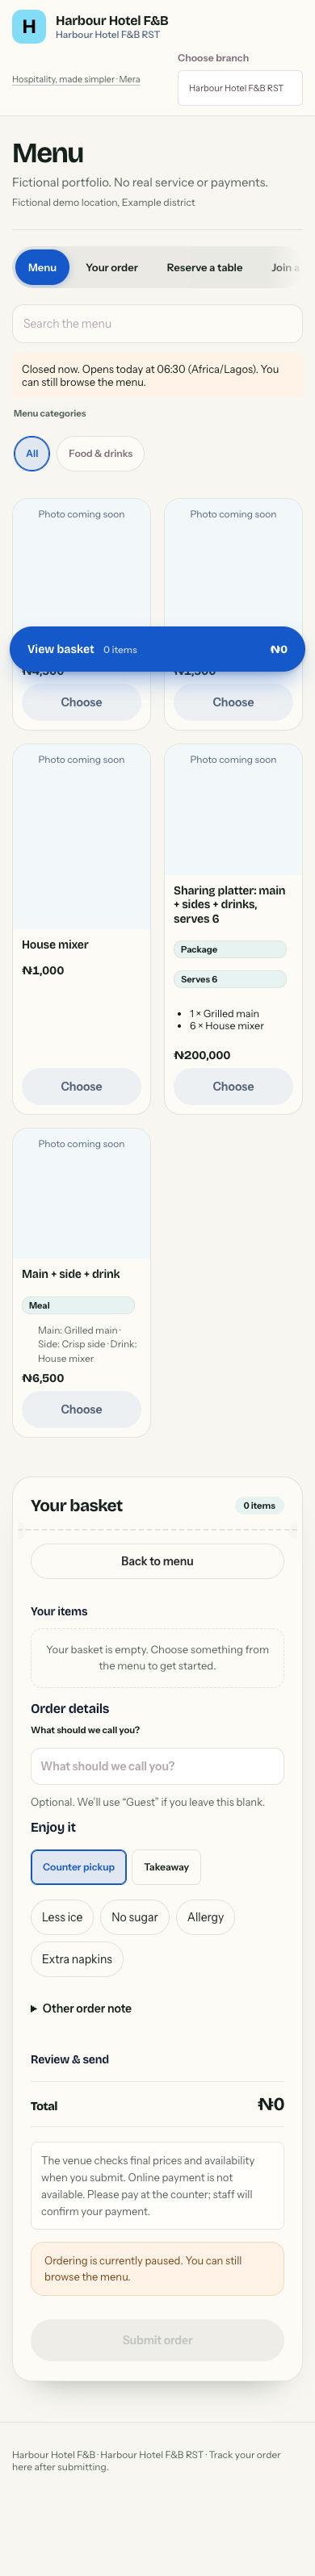 H
Harbour Hotel F&B
Harbour Hotel F&B RST
Hospitality, made simpler · Mera
Choose branch
Harbour Hotel F&B RST
Menu
Fictional portfolio. No real service or payments.
Fictional demo location, Example district
Menu
Your order
Reserve a table
Join a
Search the menu
Closed now. Opens today at 06:30 (Africa/Lagos). You
can still browse the menu.
Menu categories
All
Food & drinks
Photo coming soon
Photo coming soon
View basket
0 items
₦0
Choose
Choose
Photo coming soon
House mixer
₦1,000
Choose
Photo coming soon
Sharing platter: main
+ sides + drinks,
serves 6
Package
Serves 6
• 1 × Grilled main
• 6 × House mixer
₦200,000
Choose
Photo coming soon
Main + side + drink
Meal
Main: Grilled main ·
Side: Crisp side · Drink:
House mixer
₦6,500
Choose
Your basket
0 items
Back to menu
Your items
Your basket is empty. Choose something from
the menu to get started.
Order details
What should we call you?
What should we call you?
Optional. We'll use “Guest” if you leave this blank.
Enjoy it
Counter pickup
Takeaway
Less ice
No sugar
Allergy
Extra napkins
Other order note
Review & send
Total
₦0
The venue checks final prices and availability
when you submit. Online payment is not
available. Please pay at the counter; staff will
confirm your payment.
Ordering is currently paused. You can still
browse the menu.
Submit order
Harbour Hotel F&B · Harbour Hotel F&B RST · Track your order
here after submitting.